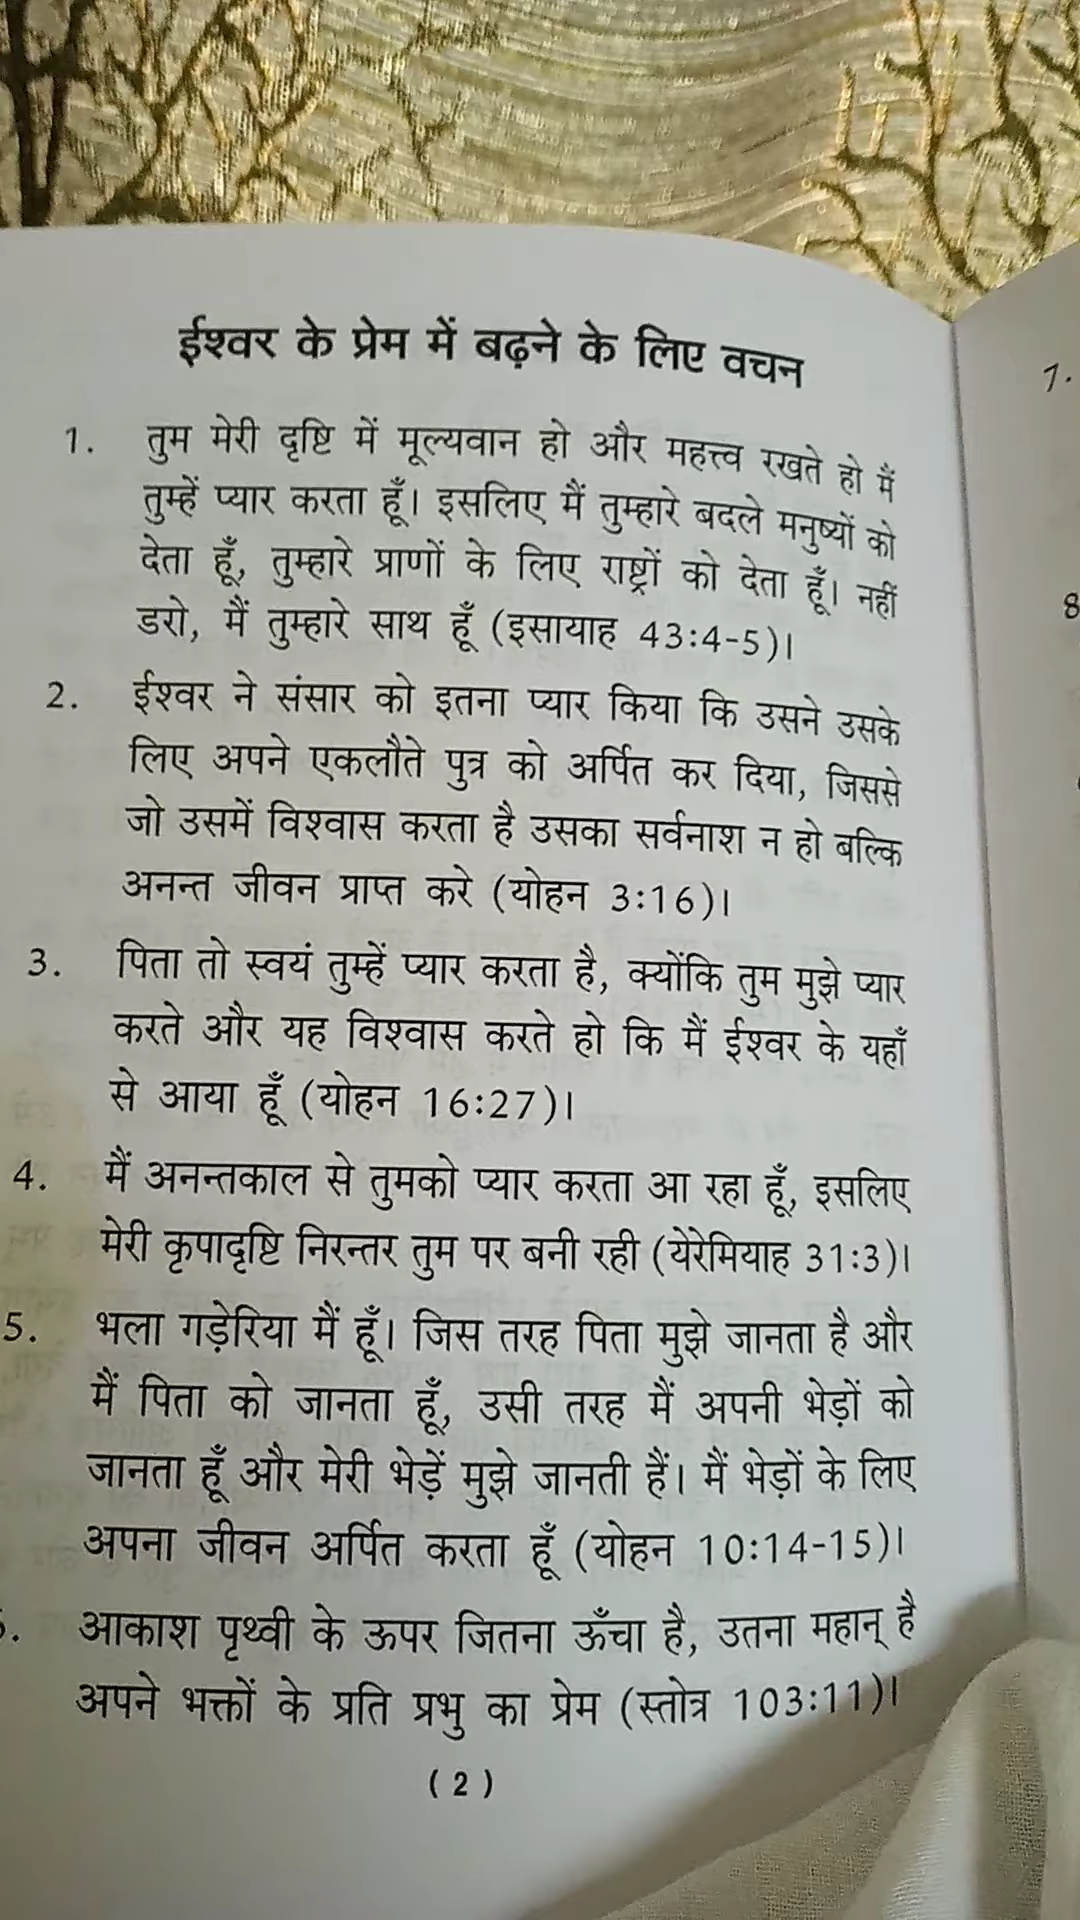 ईश्वर के प्रेम में बढ़ने के लिए वचन
1. तुम मेरी दृष्टि में मूल्यवान हो और महत्त्व रखते हो मैं
तुम्हें प्यार करता हूँ। इसलिए मैं तुम्हारे बदले मनुष्यों को
देता हूँ, तुम्हारे प्राणों के लिए राष्ट्रों को देता हूँ। नहीं
डरो, मैं तुम्हारे साथ हूँ (इसायाह 43:4-5)।
2. ईश्वर ने संसार को इतना प्यार किया कि उसने उसके
लिए अपने एकलौते पुत्र को अर्पित कर दिया, जिससे
जो उसमें विश्वास करता है उसका सर्वनाश न हो बल्कि
अनन्त जीवन प्राप्त करे (योहन 3:16)।
3. पिता तो स्वयं तुम्हें प्यार करता है, क्योंकि तुम मुझे प्यार
करते और यह विश्वास करते हो कि मैं ईश्वर के यहाँ
से आया हूँ (योहन 16:27)।
4. मैं अनन्तकाल से तुमको प्यार करता आ रहा हूँ, इसलिए
मेरी कृपादृष्टि निरन्तर तुम पर बनी रही (येरेमियाह 31:3)।
5. भला गड़ेरिया मैं हूँ। जिस तरह पिता मुझे जानता है और
मैं पिता को जानता हूँ, उसी तरह मैं अपनी भेड़ों को
जानता हूँ और मेरी भेड़ें मुझे जानती हैं। मैं भेड़ों के लिए
अपना जीवन अर्पित करता हूँ (योहन 10:14-15)।
आकाश पृथ्वी के ऊपर जितना ऊँचा है, उतना महान् है
अपने भक्तों के प्रति प्रभु का प्रेम (स्तोत्र 103:11)।
(2)
7.
8